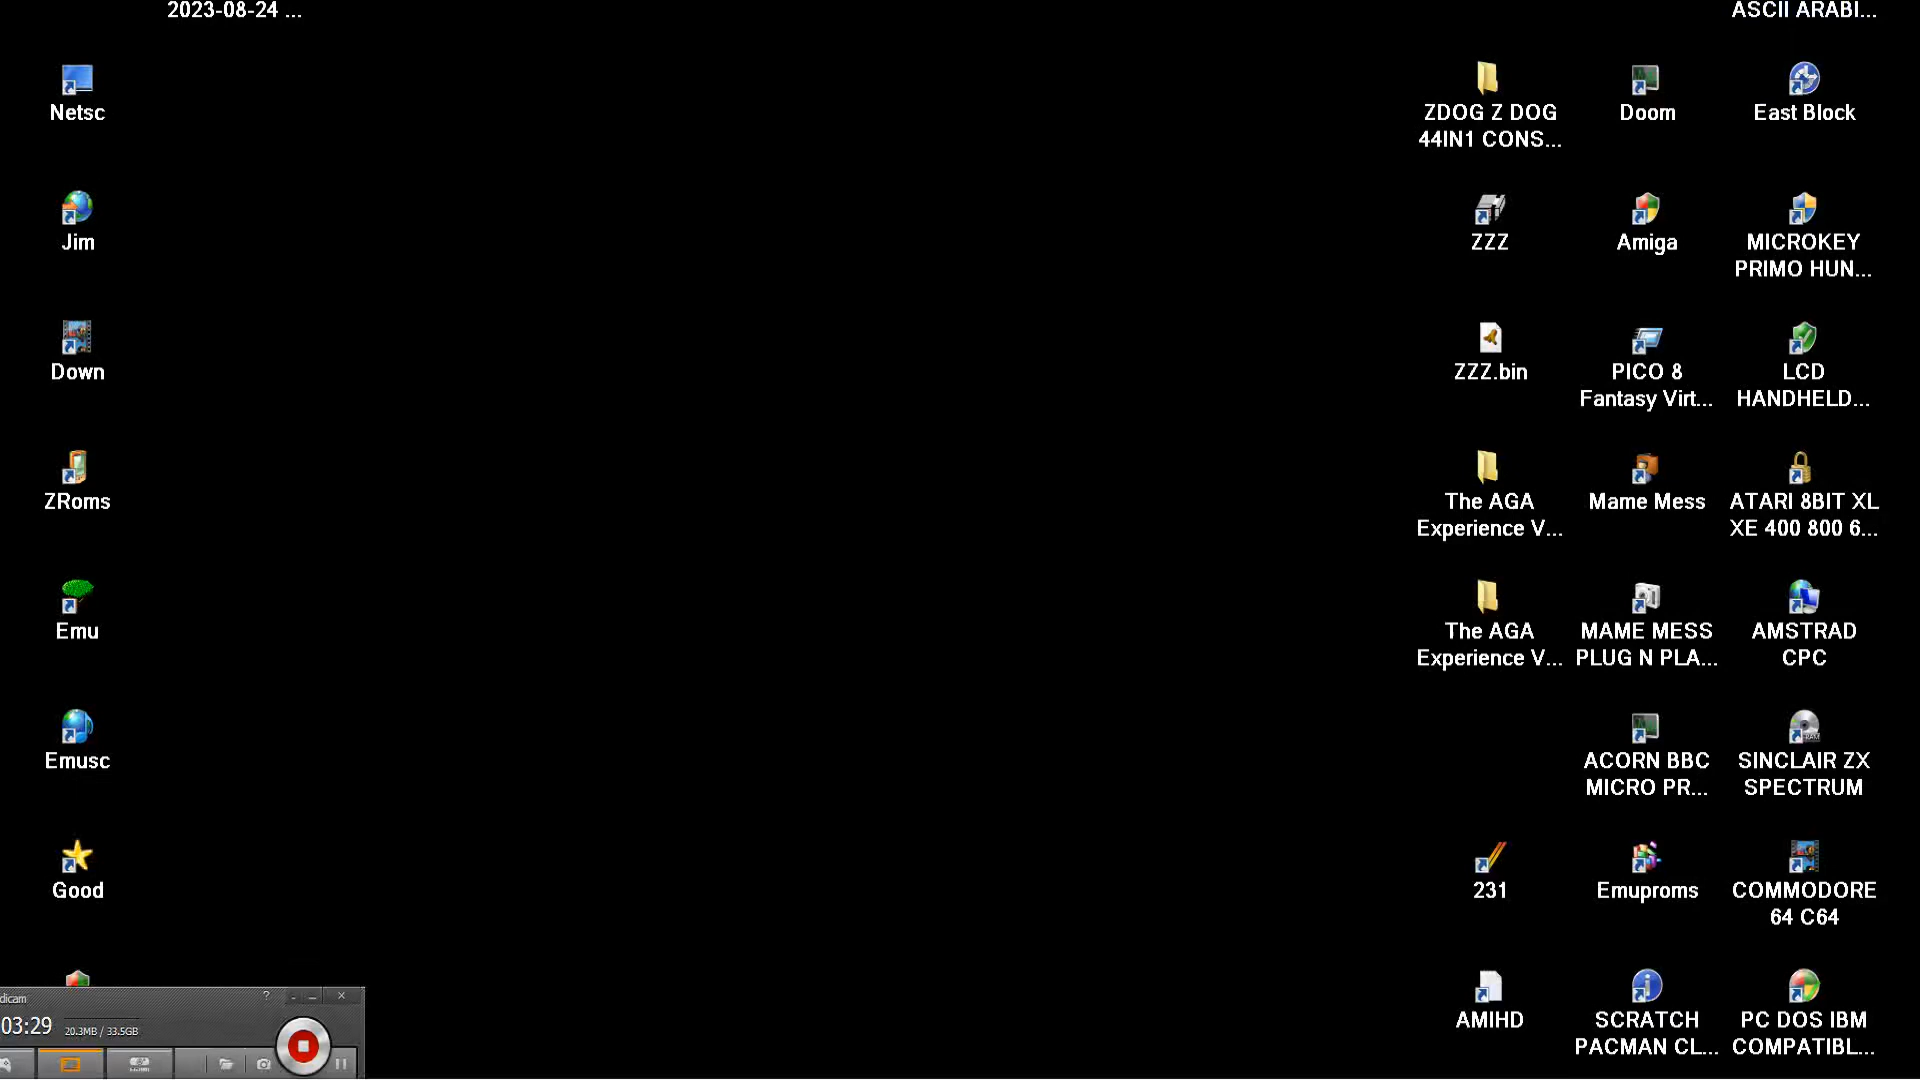 2023-08-24 ...
ASCII ARABI...
Netsc
ZDOG Z DOG
44IN1 CONS...
Doom
East Block
Jim
ZZZ
Amiga
MICROKEY
PRIMO HUN...
Down
ZZZ.bin
PICO 8
Fantasy Virt...
LCD
HANDHELD...
ZRoms
The AGA
Experience V...
Mame Mess
ATARI 8BIT XL
XE 400 800 6...
Emu
The AGA
Experience V...
MAME MESS
PLUG N PLA...
AMSTRAD
CPC
Emusc
ACORN BBC
MICRO PR...
SINCLAIR ZX
SPECTRUM
Good
231
Emuproms
COMMODORE
64 C64
AMIHD
SCRATCH
PACMAN CL...
PC DOS IBM
COMPATIBL...
dicam
03:29
20.3MB / 33.5GB